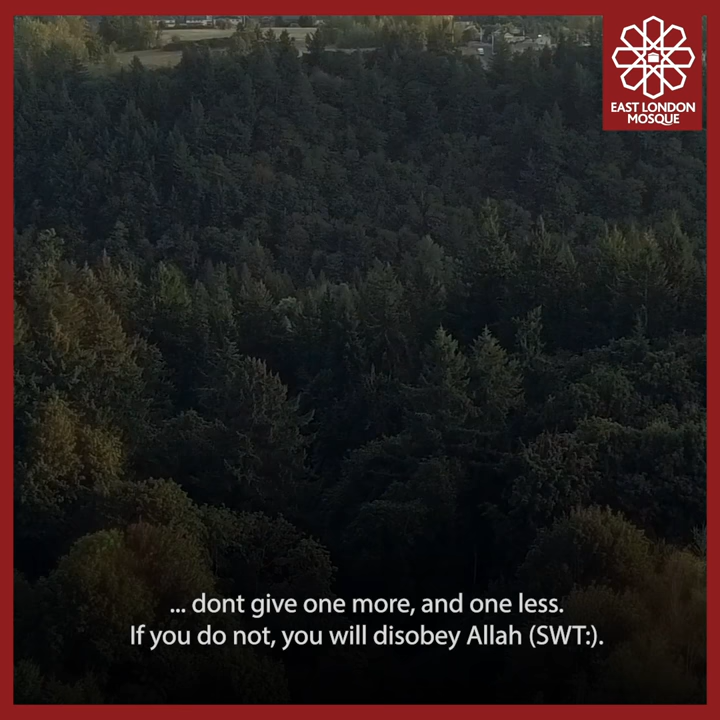 EAST LONDON
MOSQUE
... dont give one more, and one less.
If you do not, you will disobey Allah (SWT:).